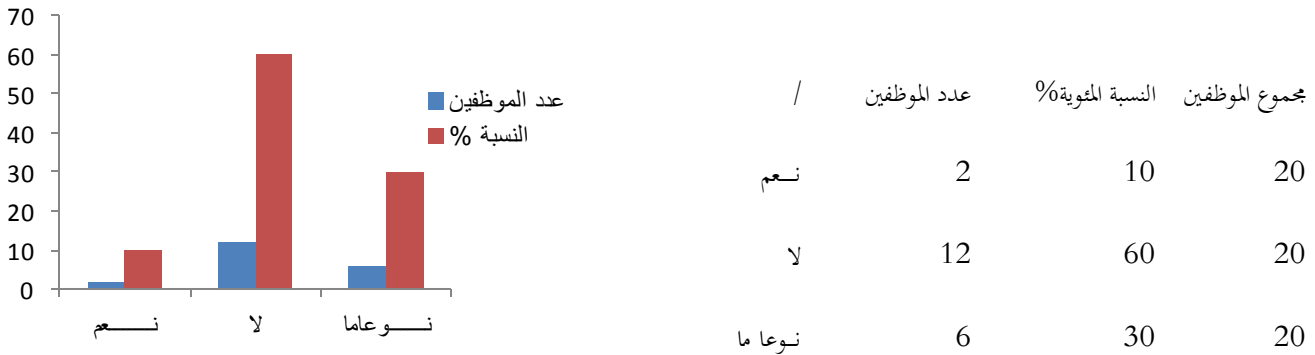 70
60
50
40
30
20
10
0
نــــــعم
لا
نـــــوعاما
عدد الموظفين
النسبة %
/ عدد الموظفين النسبة المئوية% مجموع الموظفين
نــعم 2 10 20
لا 12 60 20
نـوعا ما 6 30 20